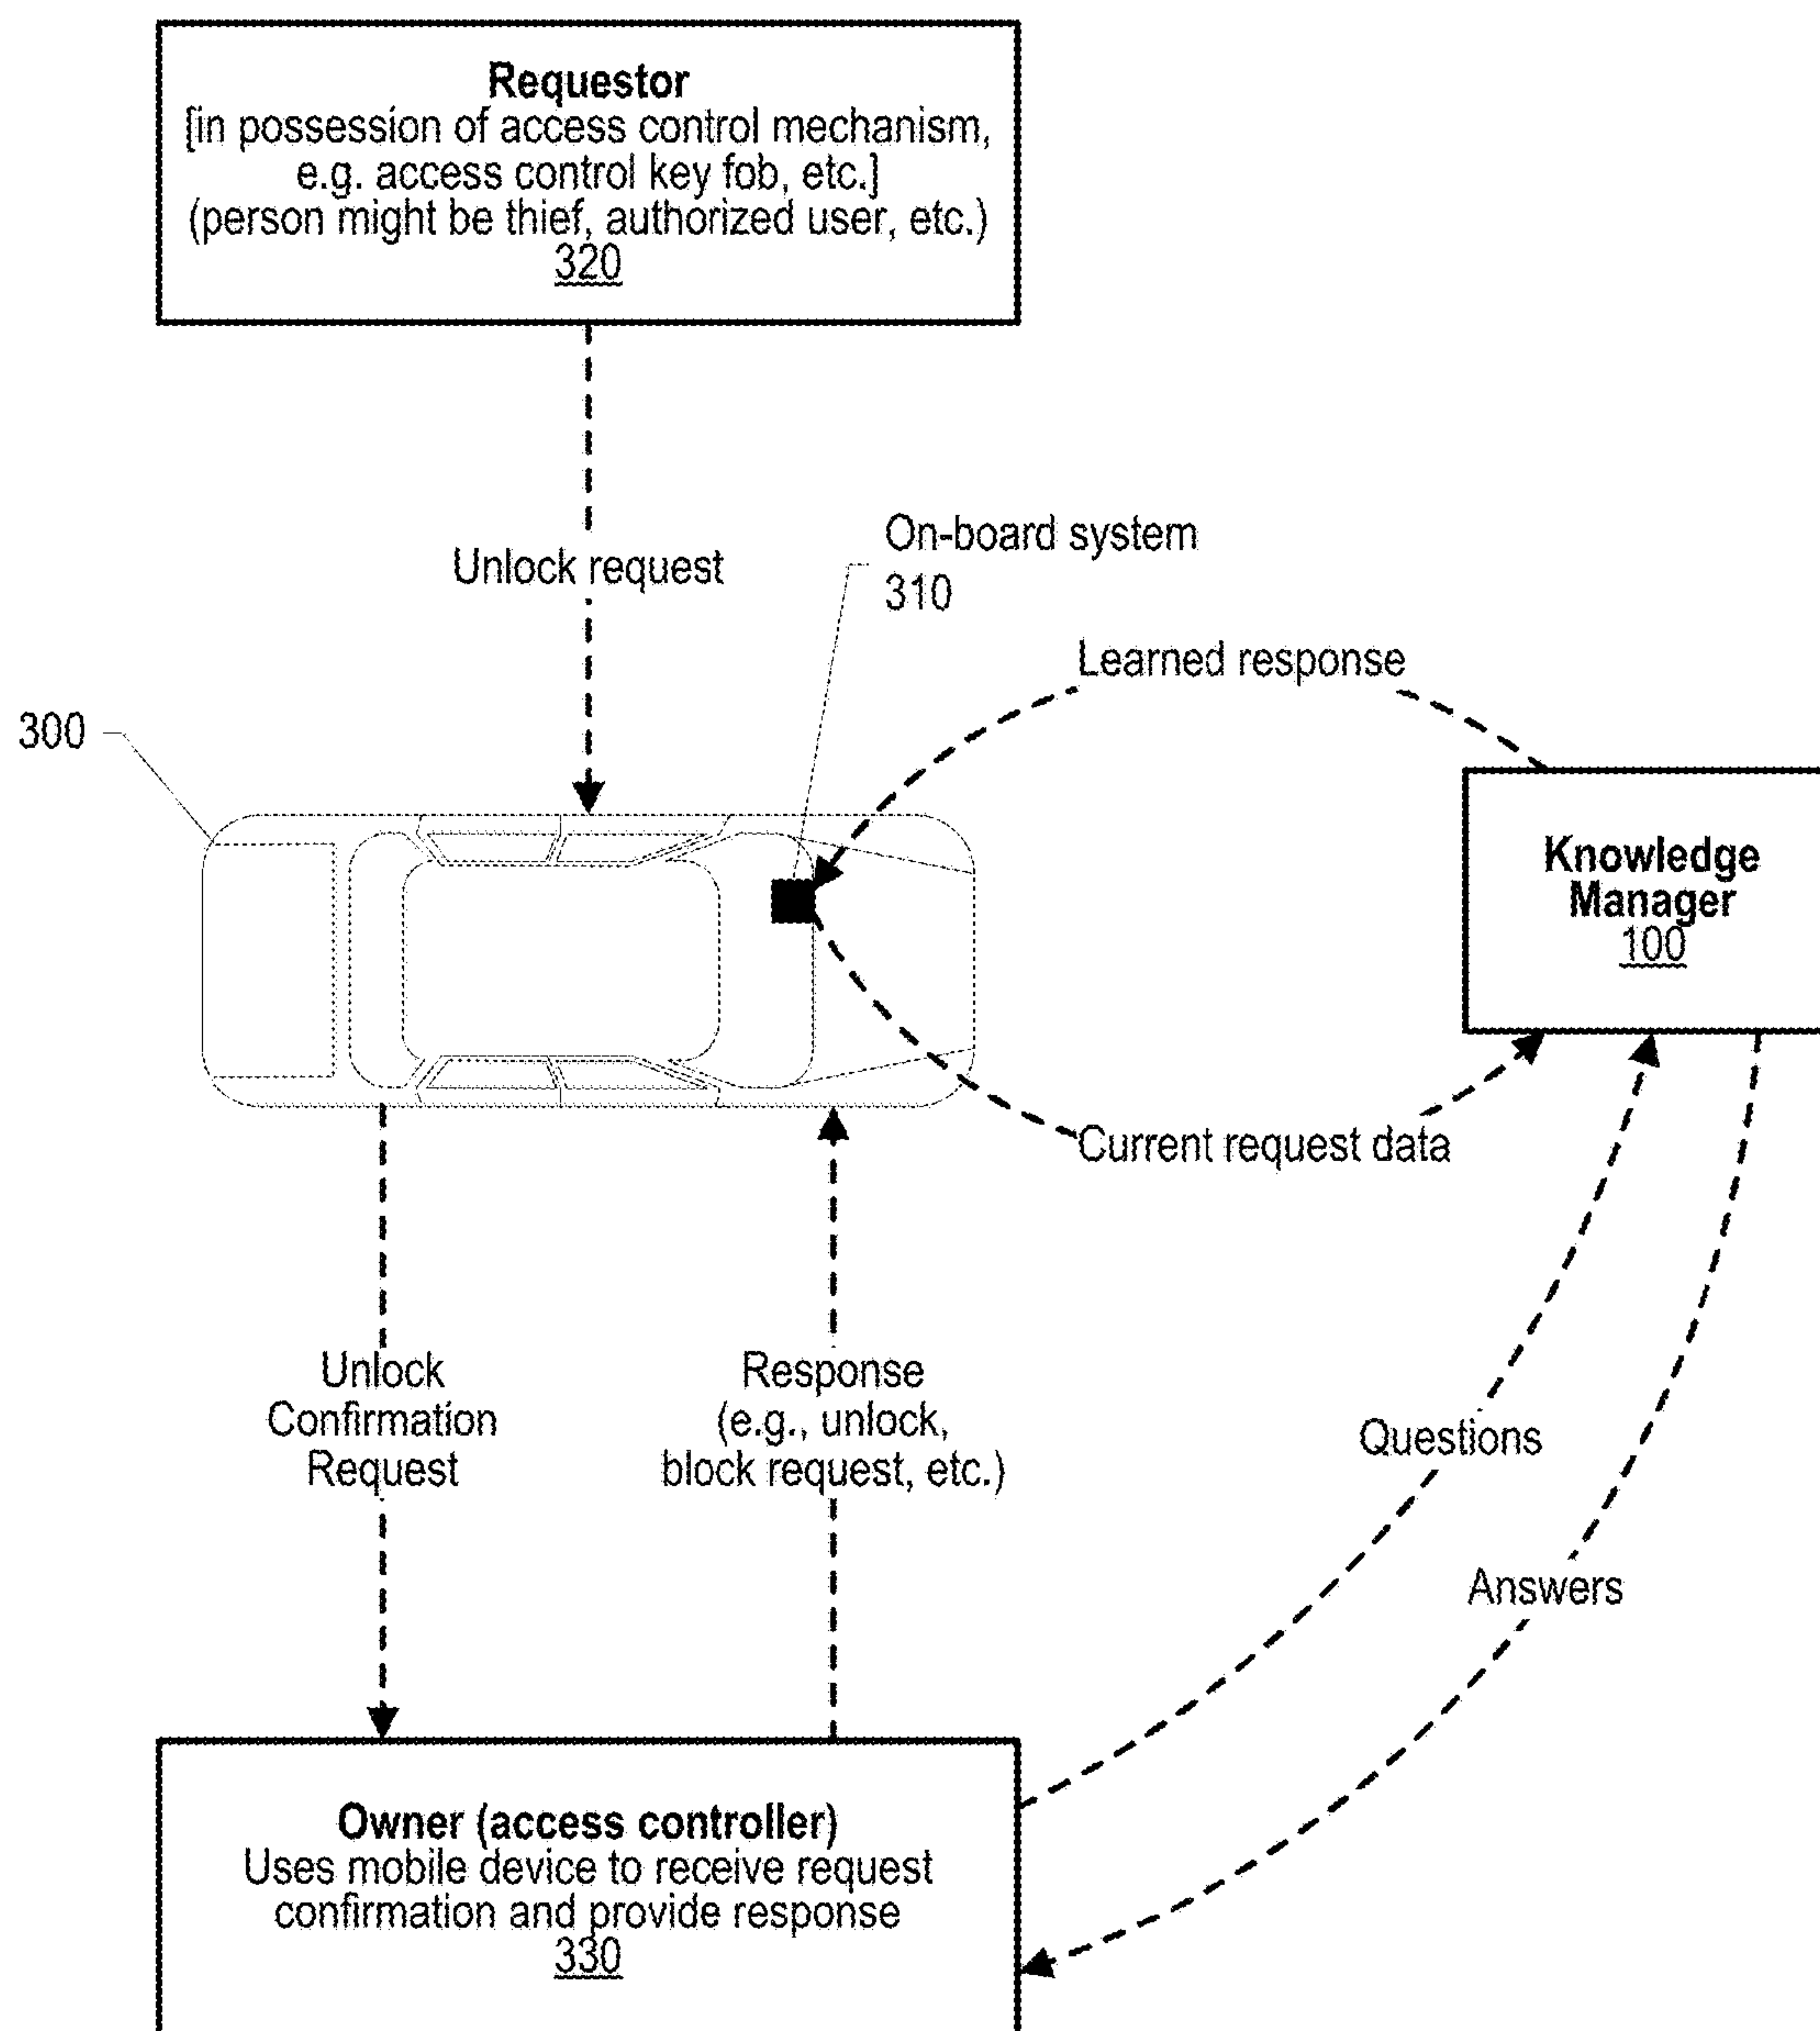 Requestor
[in possession of access control mechanism,
e.g. access control key fob, etc.]
(person might be thief, authorized user, etc.)
320
Unlock request
On-board system
310
Learned response
300
Knowledge
Manager
100
Current request data
Unlock
Confirmation
Request
Response
(e.g., unlock,
block request, etc.)
Questions
Answers
Owner (access controller)
Uses mobile device to receive request
confirmation and provide response
330